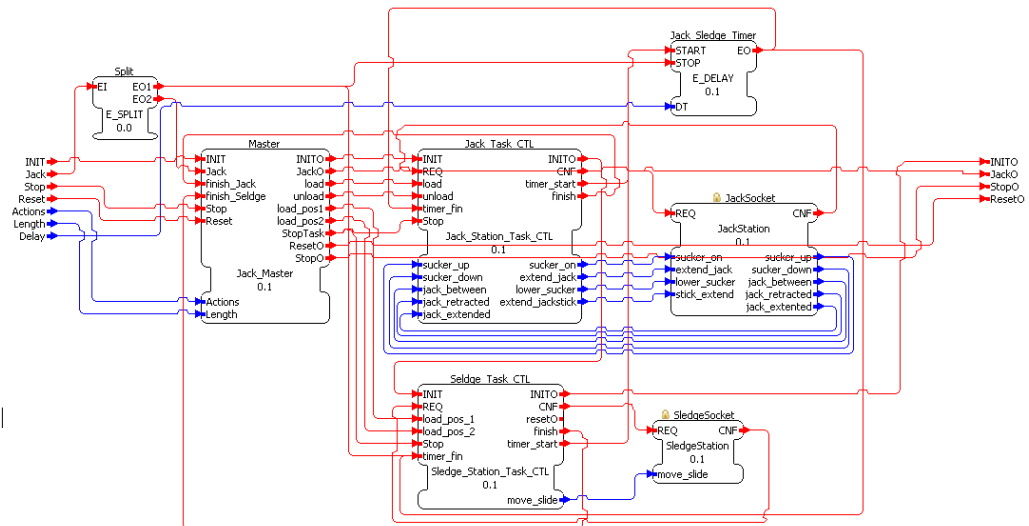 Jack_Sledge_Timer
START EO
STOP
E_DELAY
0.1
DT
Split
EI EO1
EO2
E_SPLIT
0.0
INIT
Jack
Stop
Reset
Actions
Length
Delay
Master
INIT INITO
Jack JackO
finish_Jack load
finish_Seldge unload
Stop load_pos1
Reset load_pos2
StopTask
ResetO
StopO
Jack_Master
0.1
Actions
Length
Jack_Task_CTL
INIT INITO
REQ CNF
load timer_start
unload finish
timer_fin
Stop
Jack_Station_Task_CTL
0.1
sucker_up sucker_on
sucker_down extend_jack
jack_between lower_sucker
jack_retracted extend_jackstick
jack_extended
JackSocket
REQ CNF
JackStation
0.1
sucker_on sucker_up
extend_jack sucker_down
lower_sucker jack_between
stick_extend jack_retracted
jack_extented
INITO
JackO
StopO
ResetO
Seldge_Task_CTL
INIT INITO
REQ CNF
load_pos_1 resetO
load_pos_2 finish
Stop timer_start
timer_fin
Sledge_Station_Task_CTL
0.1
move_slide
SledgeSocket
REQ CNF
SledgeStation
0.1
move_slide